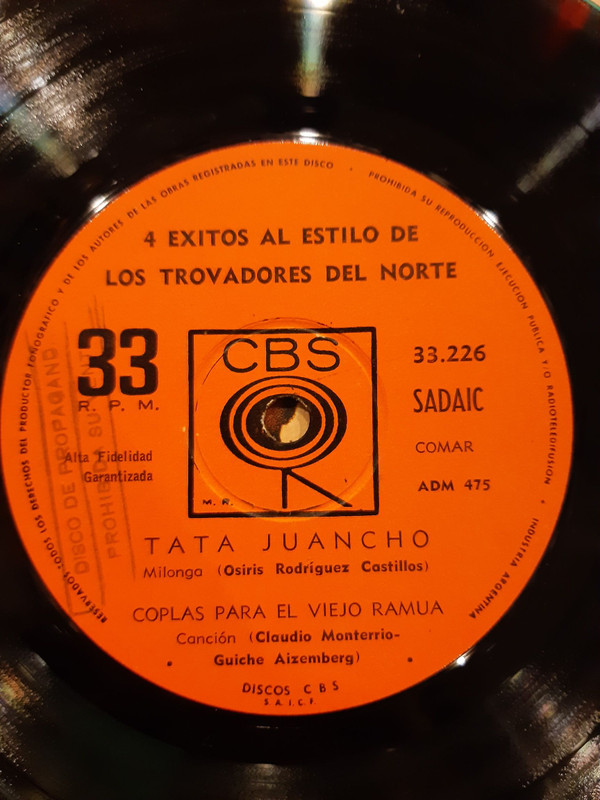 RESERVADOS TODOS LOS DERECHOS DEL PRODUCTOR FONOGRAFICO Y DE LOS AUTORES DE LAS OBRAS REGISTRADAS EN ESTE DISCO · PROHIBIDA SU REPRODUCCION, EJECUCION PUBLICA Y/O RADIOTELEDIFUSION · INDUSTRIA ARGENTINA
4 EXITOS AL ESTILO DE
LOS TROVADORES DEL NORTE
33
R. P. M.
Alta Fidelidad
Garantizada
DISCO DE PROPAGAND
PROHIBIDA SU
CBS
M. R.
33.226
SADAIC
COMAR
ADM 475
TATA JUANCHO
Milonga (Osiris Rodríguez Castillos)
COPLAS PARA EL VIEJO RAMUA
Canción (Claudio Monterrio-
Guiche Aizemberg)
DISCOS CBS
S. A. I. C. F.